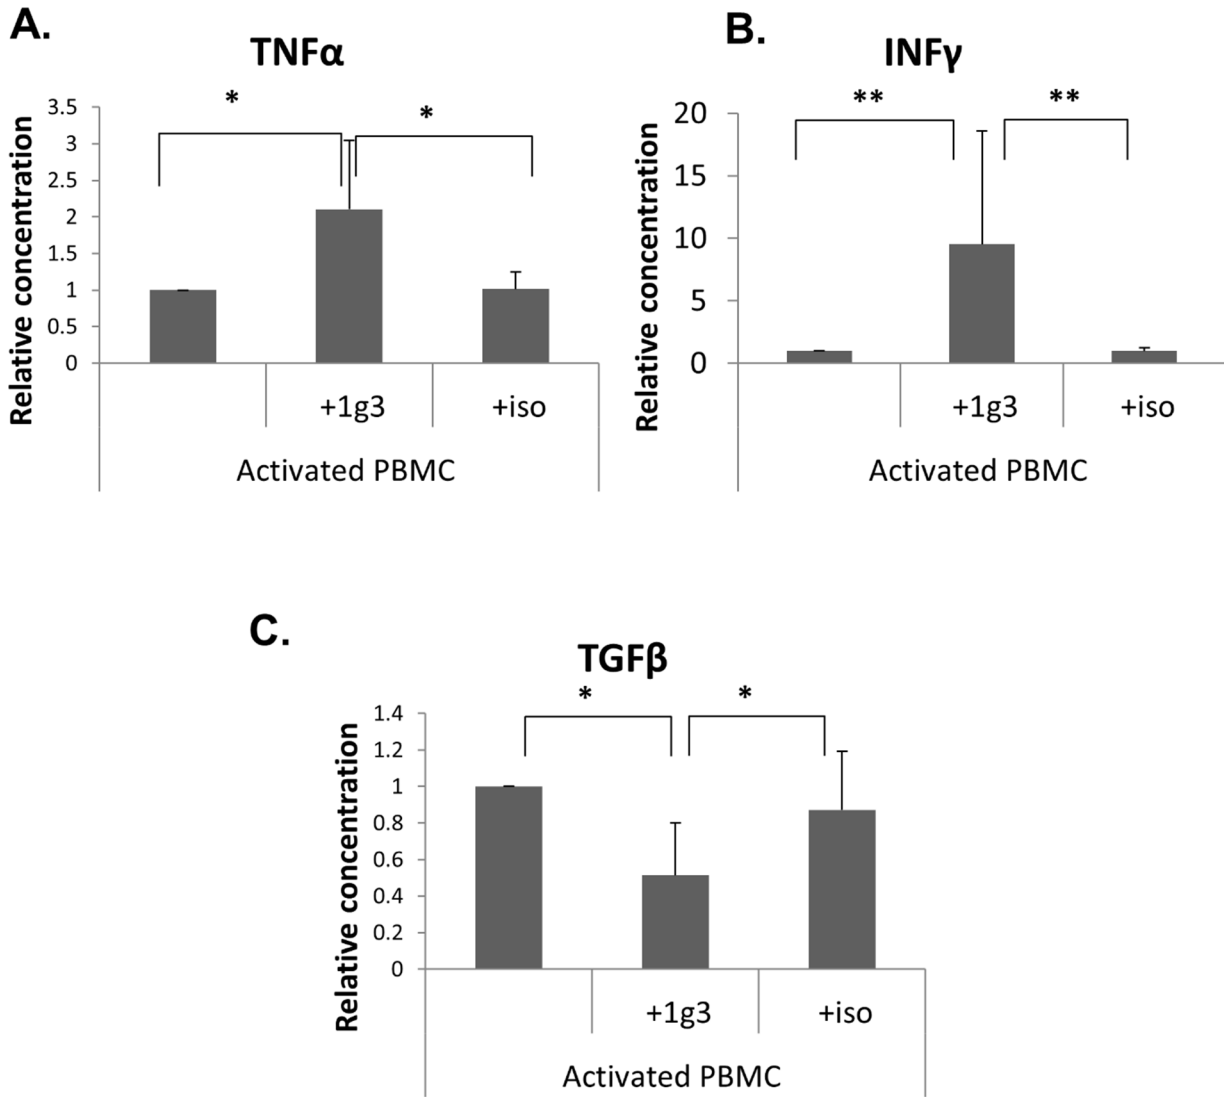 A.
TNFα
*
*
3.5
3
2.5
2
1.5
1
0.5
0
Relative concentration
+1g3
+iso
Activated PBMC
B.
INFγ
**
**
20
15
10
5
0
Relative concentration
+1g3
+iso
Activated PBMC
C.
TGFβ
*
*
1.4
1.2
1
0.8
0.6
0.4
0.2
0
Relative concentration
+1g3
+iso
Activated PBMC